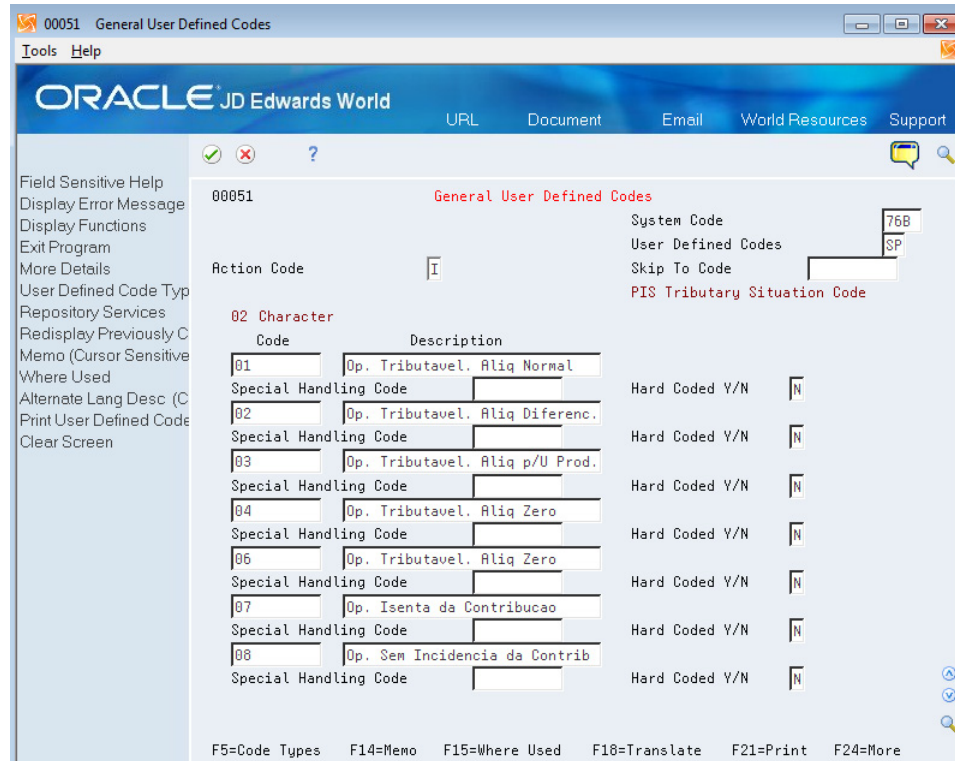 00051 General User Defined Codes
Tools Help
ORACLE JD Edwards World
URL Document Email World Resources Support
?
Field Sensitive Help
Display Error Message
Display Functions
Exit Program
More Details
User Defined Code Typ
Repository Services
Redisplay Previously C
Memo (Cursor Sensitive
Where Used
Alternate Lang Desc (C
Print User Defined Code
Clear Screen
00051 General User Defined Codes
System Code 76B
User Defined Codes SP
Action Code I Skip To Code
PIS Tributary Situation Code
02 Character
Code Description
01 Op. Tributavel. Aliq Normal
Special Handling Code Hard Coded Y/N N
02 Op. Tributavel. Aliq Diferenc.
Special Handling Code Hard Coded Y/N N
03 Op. Tributavel. Aliq p/U Prod.
Special Handling Code Hard Coded Y/N N
04 Op. Tributavel. Aliq Zero
Special Handling Code Hard Coded Y/N N
06 Op. Tributável. Aliq Zero
Special Handling Code Hard Coded Y/N N
07 Op. Isenta da Contribucao
Special Handling Code Hard Coded Y/N N
08 Op. Sem Incidencia da Contrib
Special Handling Code Hard Coded Y/N N
F5=Code Types F14=Memo F15=Where Used F18=Translate F21=Print F24=More